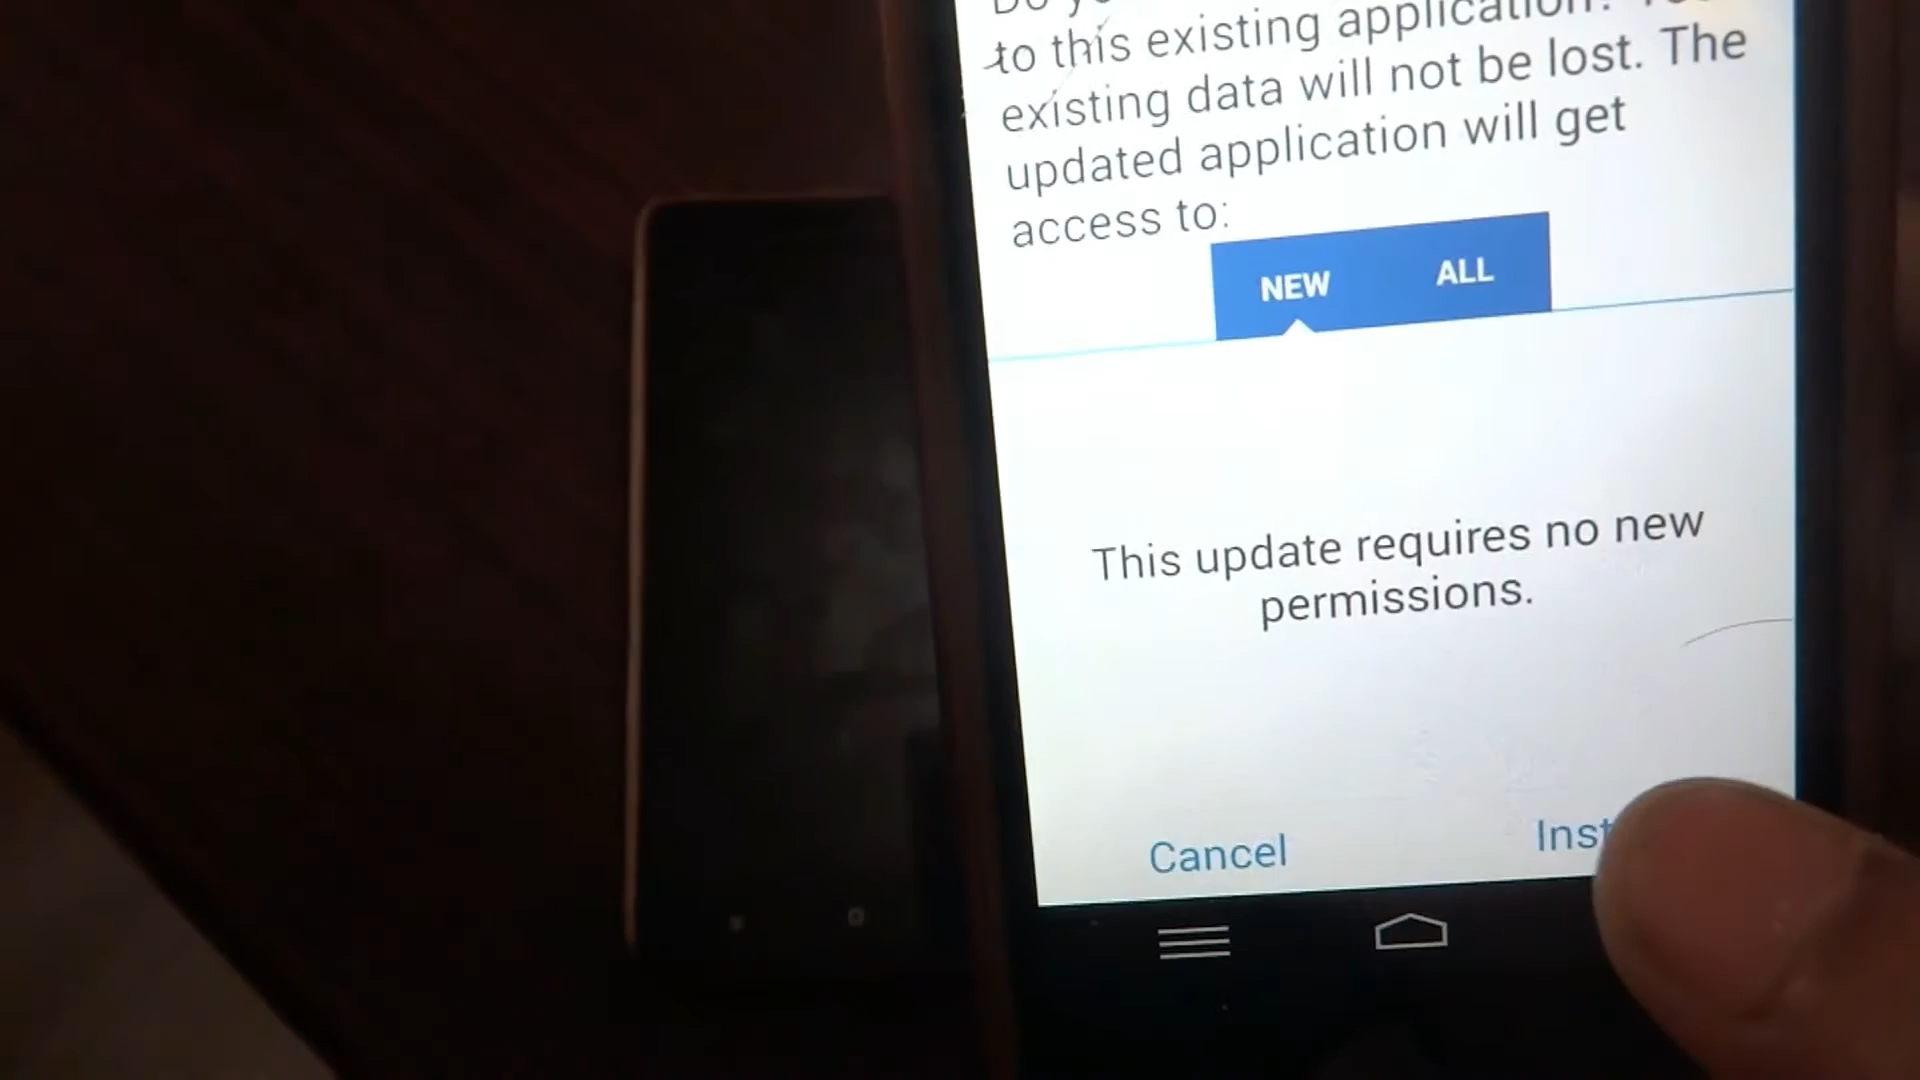 to this existing application?
existing data will not be lost. The
updated application will get
access to:
NEW ALL
This update requires no new
permissions.
Cancel Inst